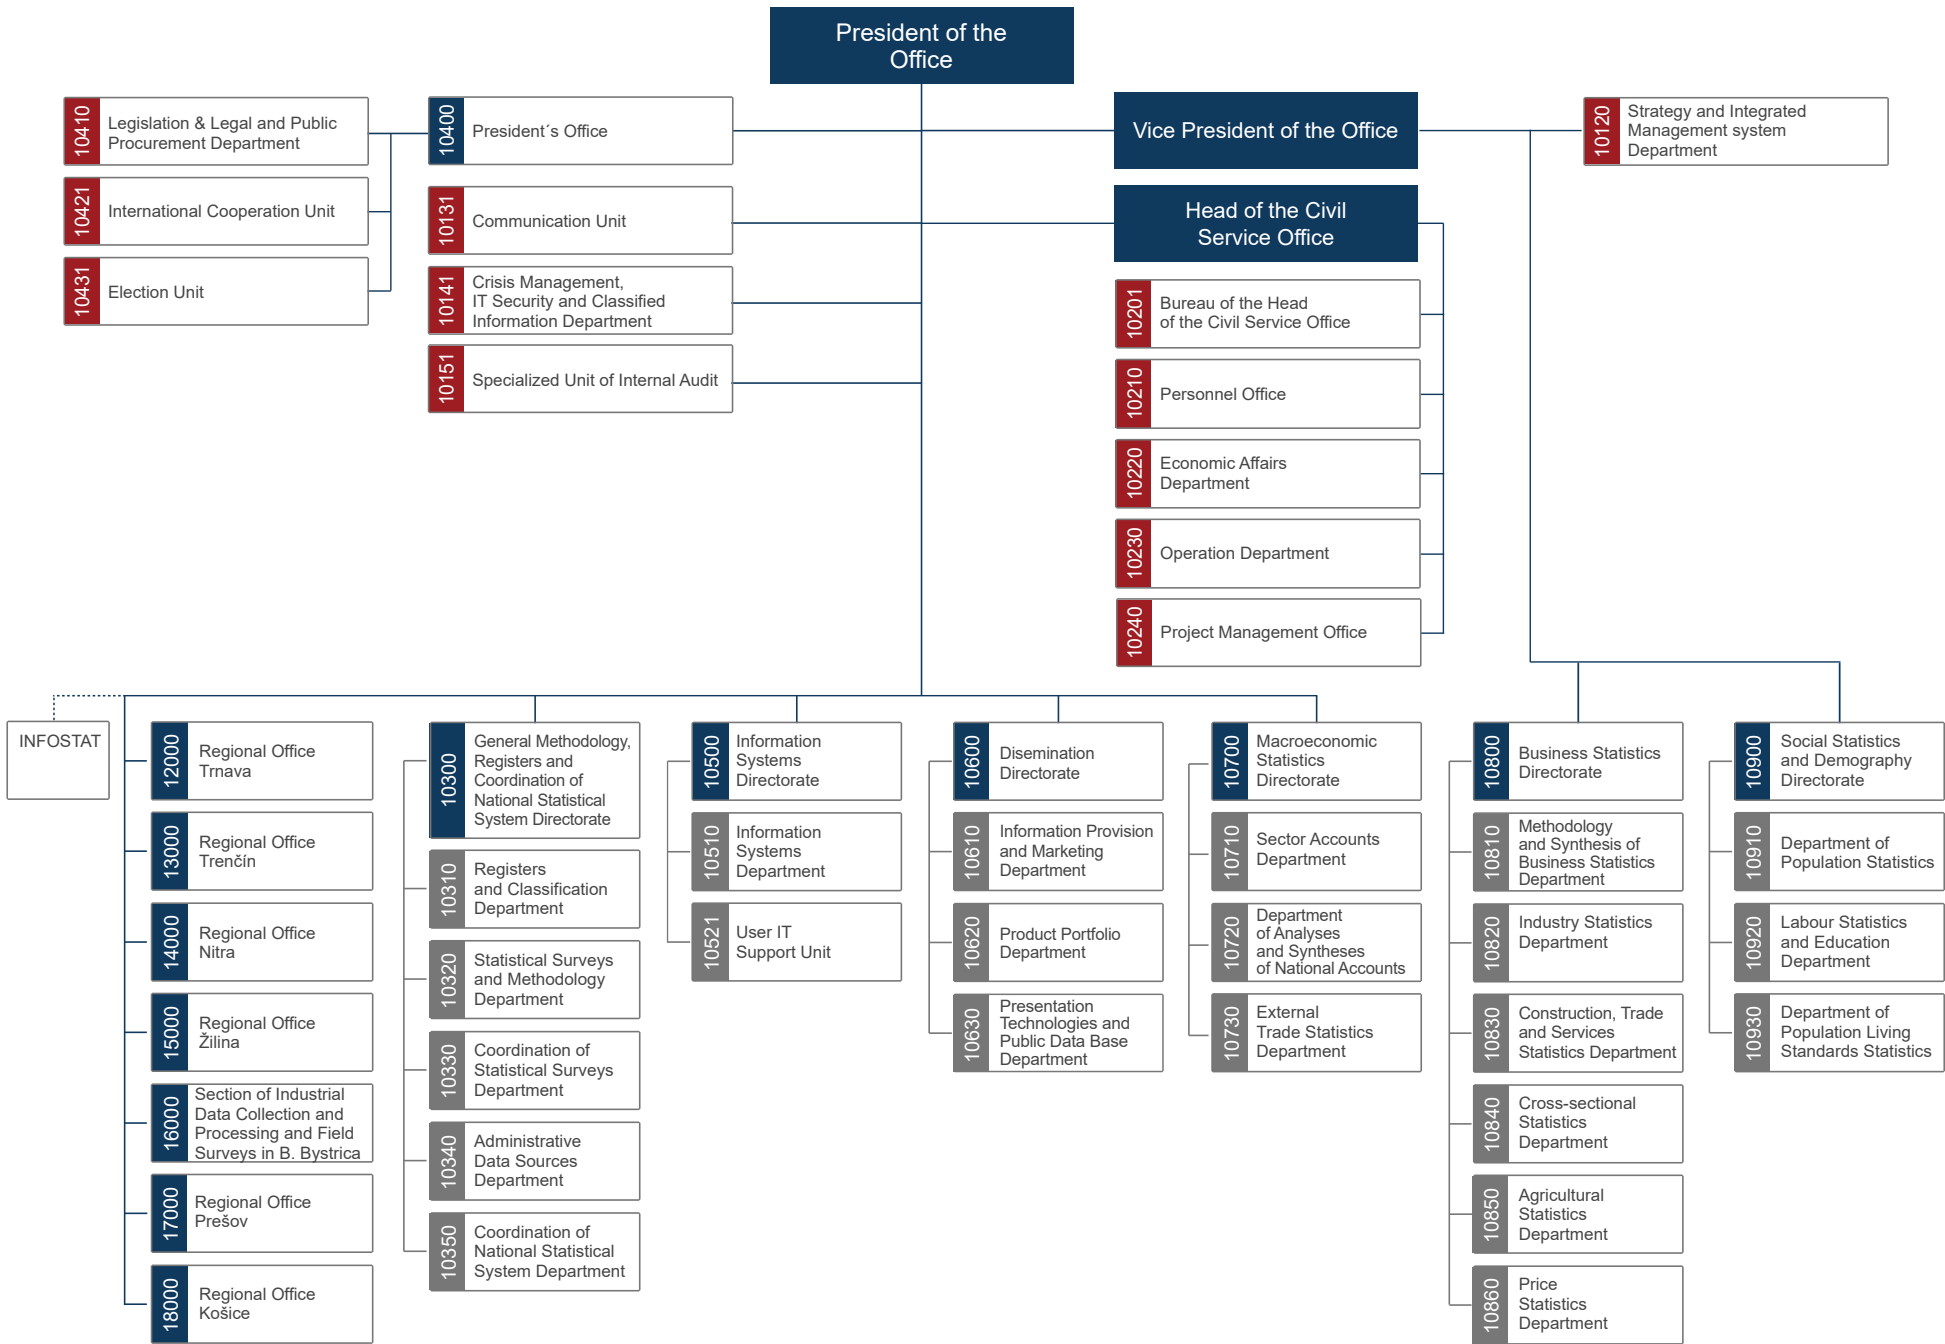 President of the
Office
10410
Legislation & Legal and Public
Procurement Department
10400
President´s Office
Vice President of the Office
10120
Strategy and Integrated
Management system
Department
10421
International Cooperation Unit
10131
Communication Unit
Head of the Civil
Service Office
10431
Election Unit
10141
Crisis Management,
IT Security and Classified
Information Department
10151
Specialized Unit of Internal Audit
10201
Bureau of the Head
of the Civil Service Office
10210
Personnel Office
10220
Economic Affairs
Department
10230
Operation Department
10240
Project Management Office
INFOSTAT
12000
Regional Office
Trnava
13000
Regional Office
Trenčín
14000
Regional Office
Nitra
15000
Regional Office
Žilina
16000
Section of Industrial
Data Collection and
Processing and Field
Surveys in B. Bystrica
17000
Regional Office
Prešov
18000
Regional Office
Košice
10300
General Methodology,
Registers and
Coordination of
National Statistical
System Directorate
10310
Registers
and Classification
Department
10320
Statistical Surveys
and Methodology
Department
10330
Coordination of
Statistical Surveys
Department
10340
Administrative
Data Sources
Department
10350
Coordination of
National Statistical
System Department
10500
Information
Systems
Directorate
10510
Information
Systems
Department
10521
User IT
Support Unit
10600
Disemination
Directorate
10610
Information Provision
and Marketing
Department
10620
Product Portfolio
Department
10630
Presentation
Technologies and
Public Data Base
Department
10700
Macroeconomic
Statistics
Directorate
10710
Sector Accounts
Department
10720
Department
of Analyses
and Syntheses
of National Accounts
10730
External
Trade Statistics
Department
10800
Business Statistics
Directorate
10810
Methodology
and Synthesis of
Business Statistics
Department
10820
Industry Statistics
Department
10830
Construction, Trade
and Services
Statistics Department
10840
Cross-sectional
Statistics
Department
10850
Agricultural
Statistics
Department
10860
Price
Statistics
Department
10900
Social Statistics
and Demography
Directorate
10910
Department of
Population Statistics
10920
Labour Statistics
and Education
Department
10930
Department of
Population Living
Standards Statistics